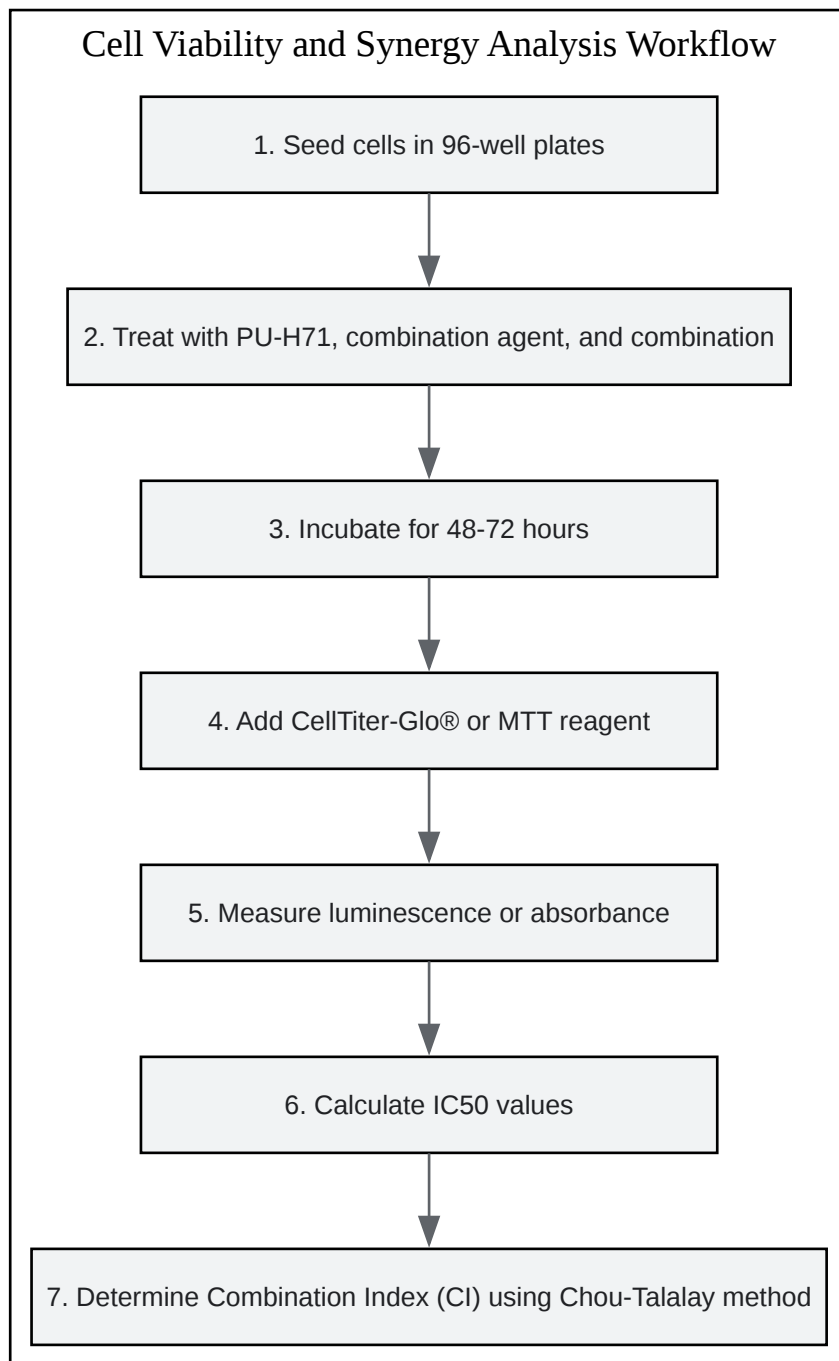 Cell Viability and Synergy Analysis Workflow
1. Seed cells in 96-well plates
2. Treat with PU-H71, combination agent, and combination
3. Incubate for 48-72 hours
4. Add CellTiter-Glo® or MTT reagent
5. Measure luminescence or absorbance
6. Calculate IC50 values
7. Determine Combination Index (CI) using Chou-Talalay method